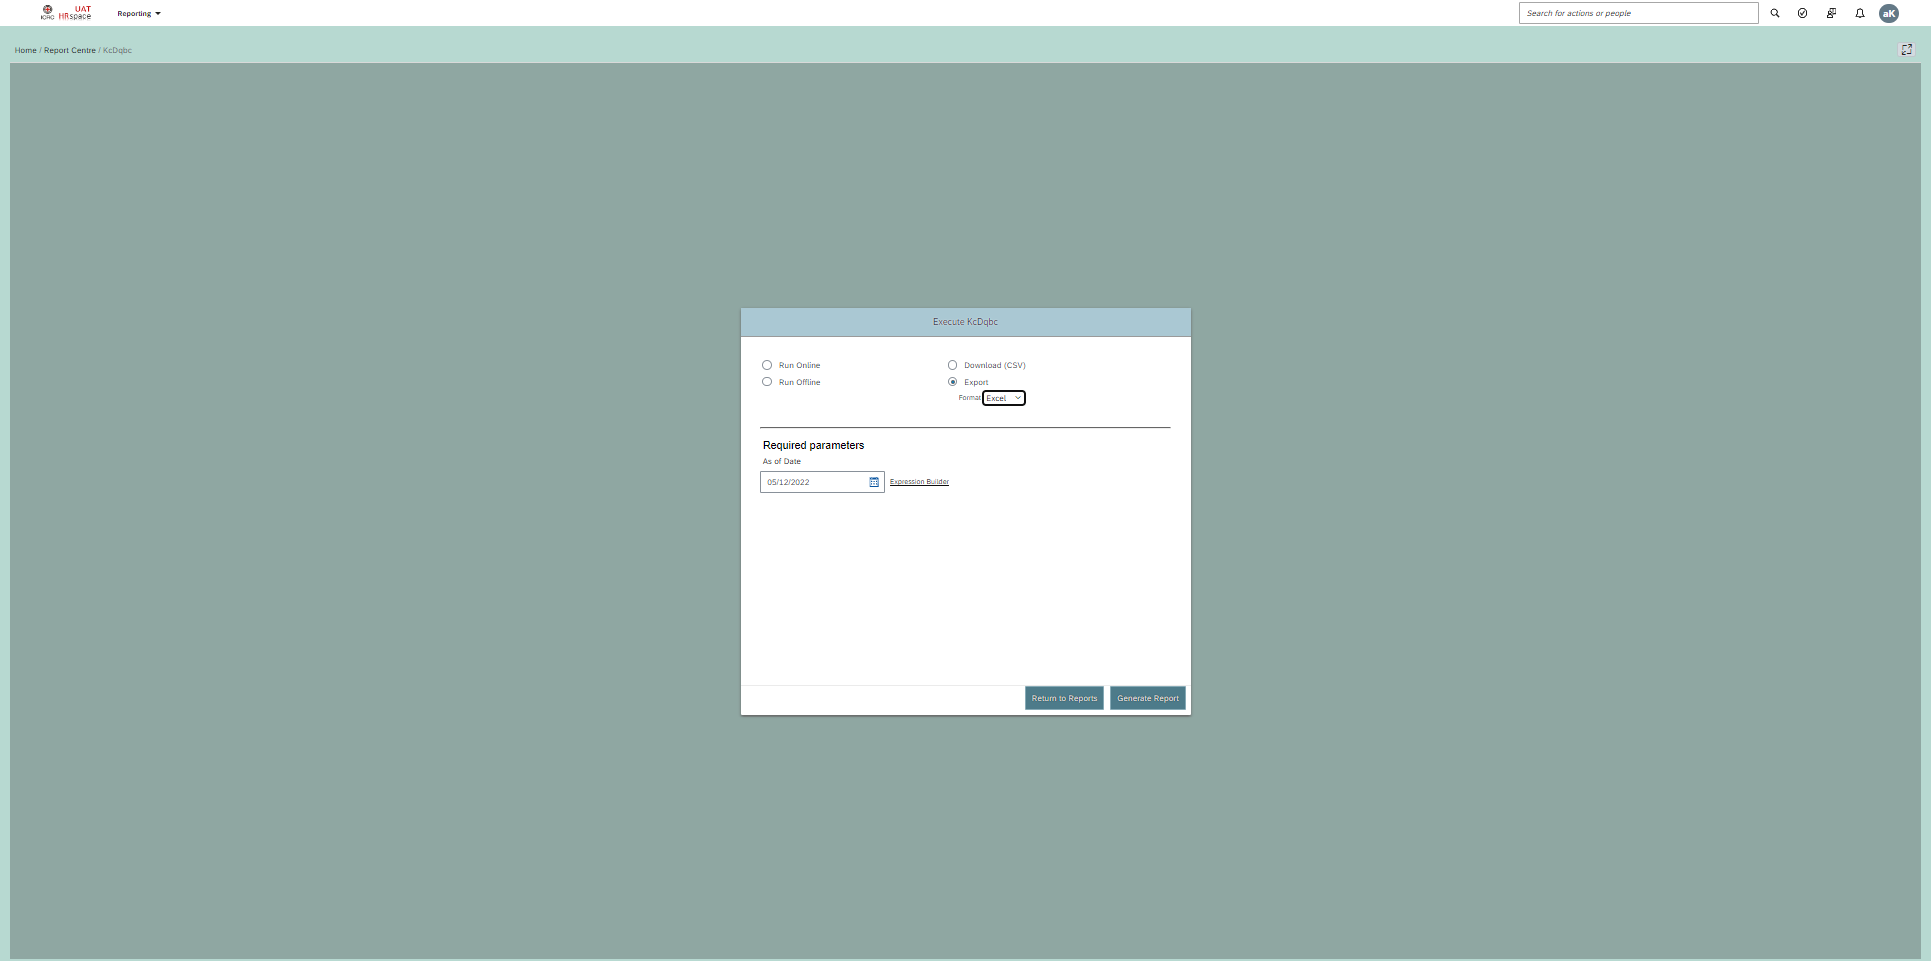 ICRC
UAT
HRspace
Reporting
Search for actions or people
aK
Home / Report Centre / KcDqbc
Execute KcDqbc
Run Online
Download (CSV)
Run Offline
Export
Format Excel
Required parameters
As of Date
05/12/2022
Expression Builder
Return to Reports
Generate Report